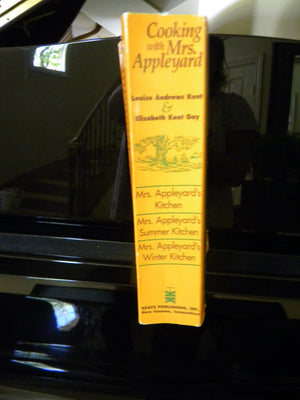 Cooking
with Mrs.
Appleyard
Louise Andrews Kent
&
Elizabeth Kent Gay
Mrs. Appleyard's
Kitchen
Mrs. Appleyard's
Summer Kitchen
Mrs. Appleyard's
Winter Kitchen
KEATS PUBLISHING, INC.
New Canaan, Connecticut